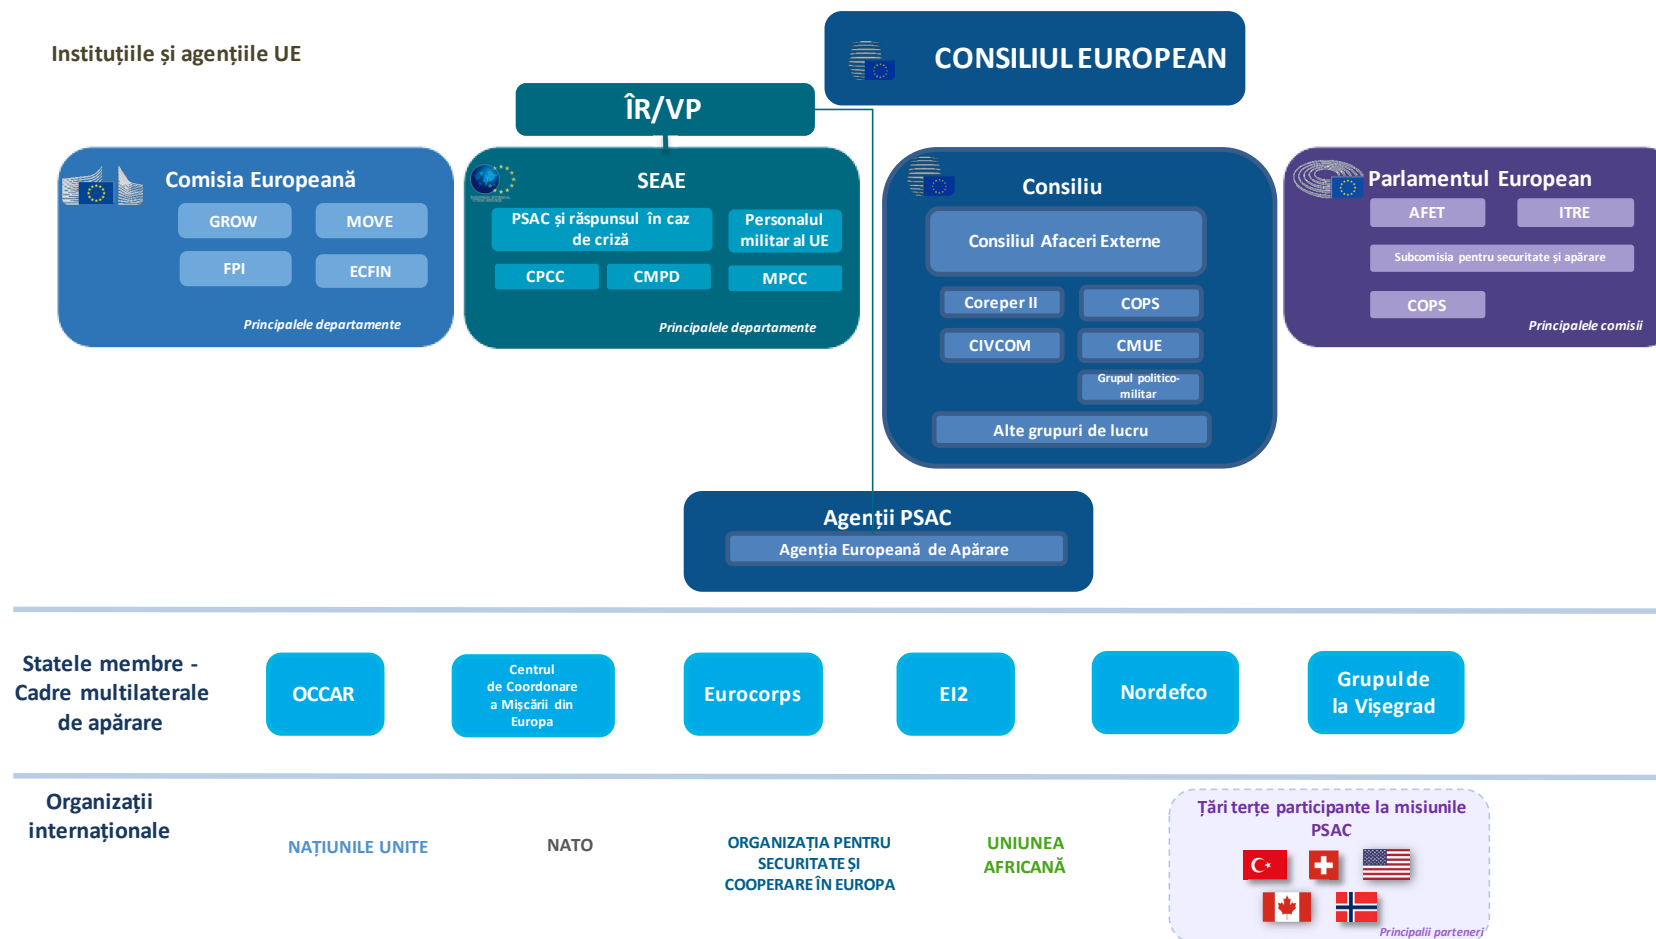 Instituțiile și agențiile UE
CONSILIUL EUROPEAN
ÎR/VP
Comisia Europeană
GROW
MOVE
FPI
ECFIN
Principalele departamente
SEAE
PSAC și răspunsul în caz
de criză
Personalul
militar al UE
CPCC
CMPD
MPCC
Principalele departamente
Consiliu
Consiliul Afaceri Externe
Coreper II
COPS
CIVCOM
CMUE
Grupul politico-
militar
Alte grupuri de lucru
Parlamentul European
AFET
ITRE
Subcomisia pentru securitate și apărare
COPS
Principalele comisii
Agenții PSAC
Agenția Europeană de Apărare
Statele membre -
Cadre multilaterale
de apărare
OCCAR
Centrul
de Coordonare
a Mișcării din
Europa
Eurocorps
EI2
Nordefco
Grupul de
la Vișegrad
Organizații
internaționale
NAȚIUNILE UNITE
NATO
ORGANIZAȚIA PENTRU
SECURITATE ȘI
COOPERARE ÎN EUROPA
UNIUNEA
AFRICANĂ
Țări terțe participante la misiunile
PSAC
Principalii parteneri